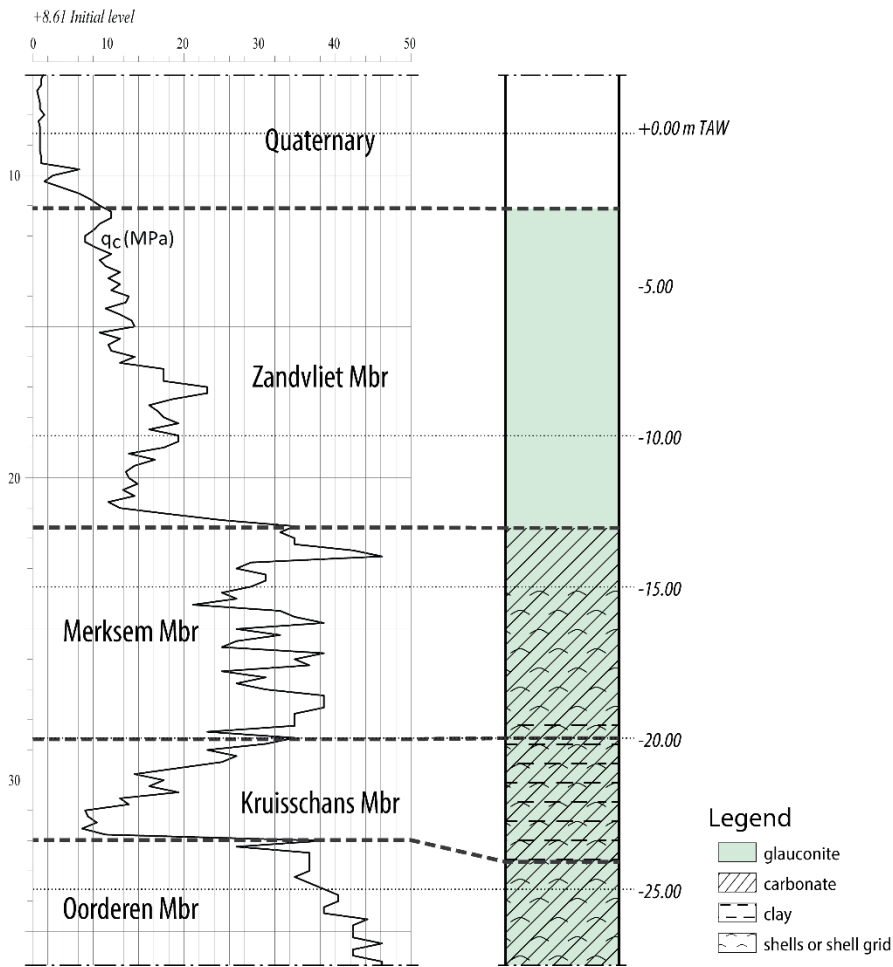 +8.61 Initial level
0 10 20 30 40 50
+0.00 m TAW
Quaternary
10
qc (MPa)
-5.00
Zandvliet Mbr
-10.00
20
-15.00
Merksem Mbr
-20.00
30
Kruisschans Mbr
Legend
glauconite
carbonate
-25.00
Oorderen Mbr
clay
shells or shell grid